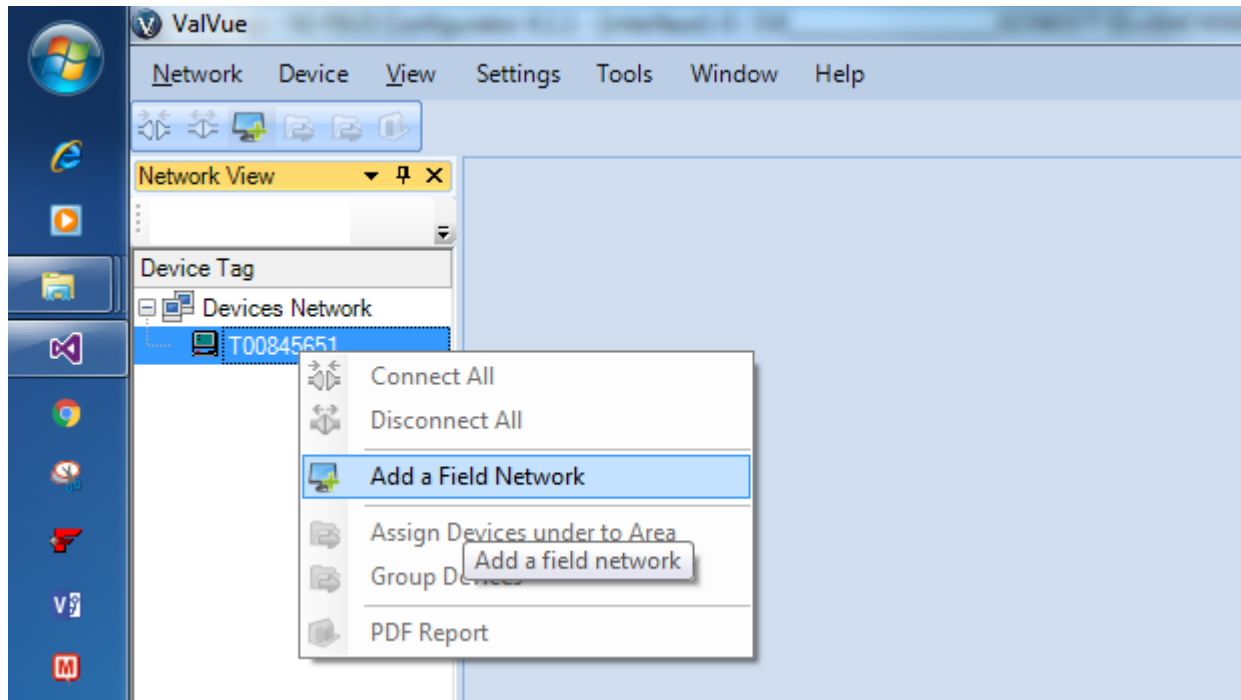 ValVue
Network Device View Settings Tools Window Help
Network View
Device Tag
Devices Network
T00845651
Connect All
Disconnect All
Add a Field Network
Assign Devices under to Area
Add a field network
Group Devices
PDF Report